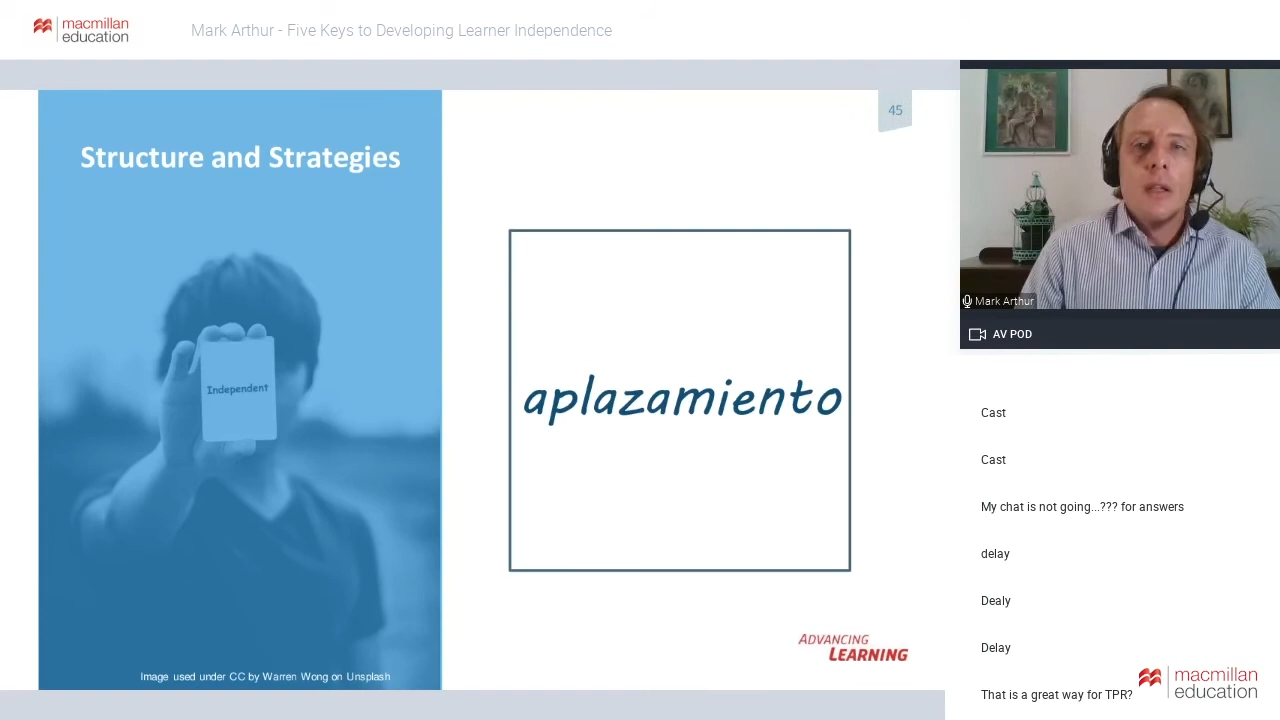 macmillan
education
Mark Arthur - Five Keys to Developing Learner Independence
45
Structure and Strategies
Independent
aplazamiento
ADVANCING
LEARNING
Image used under CC by Warren Wong on Unsplash
Mark Arthur
AV POD
Cast
Cast
My chat is not going...??? for answers
delay
Dealy
Delay
That is a great way for TPR?
macmillan
education